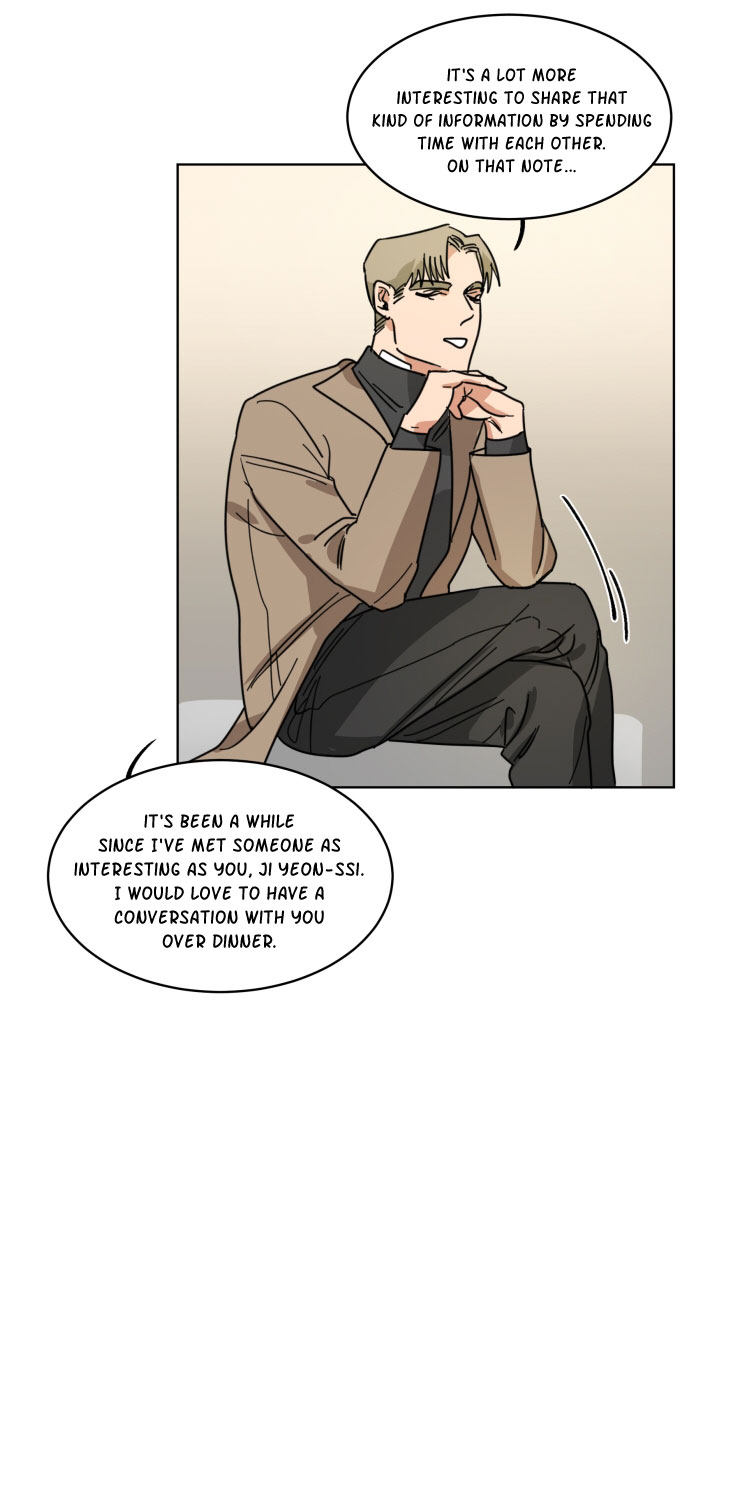 IT'S A LOT MORE
INTERESTING TO SHARE THAT
KIND OF INFORMATION BY SPENDING
TIME WITH EACH OTHER.
ON THAT NOTE...
IT'S BEEN A WHILE
SINCE I'VE MET SOMEONE AS
INTERESTING AS YOU, JI YEON-SSI.
I WOULD LOVE TO HAVE A
CONVERSATION WITH YOU
OVER DINNER.